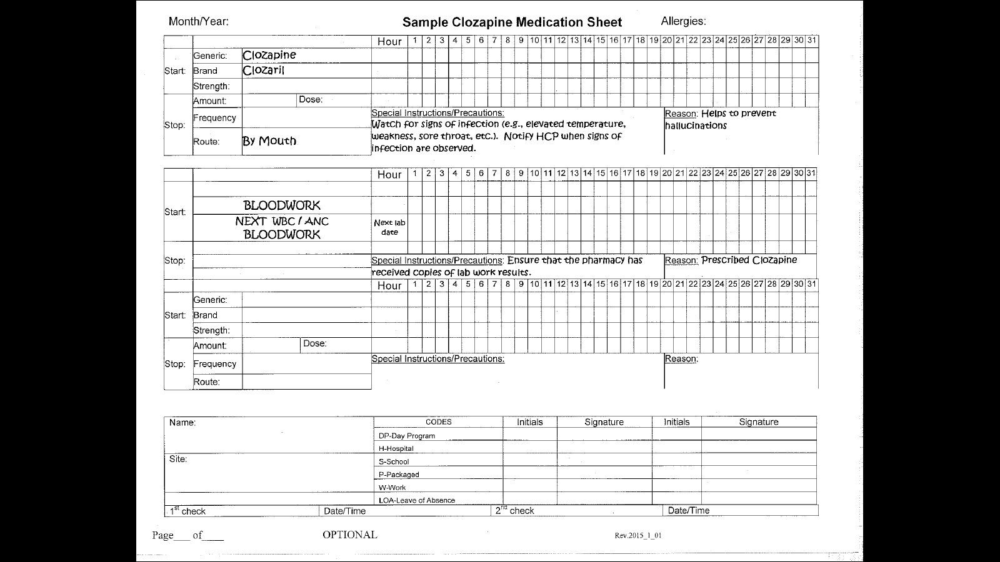 Month/Year: Sample Clozapine Medication Sheet Allergies:
Hour 1 2 3 4 5 6 7 8 9 10 11 12 13 14 15 16 17 18 19 20 21 22 23 24 25 26 27 28 29 30 31
Generic: Clozapine
Start: Brand Clozaril
Strength:
Amount: Dose:
Stop: Frequency
Route: By Mouth
Special Instructions/Precautions:
Watch for signs of infection (e.g., elevated temperature,
weakness, sore throat, etc.). Notify HCP when signs of
infection are observed.
Reason: Helps to prevent
hallucinations
Hour 1 2 3 4 5 6 7 8 9 10 11 12 13 14 15 16 17 18 19 20 21 22 23 24 25 26 27 28 29 30 31
Start:
BLOODWORK
NEXT WBC / ANC
BLOODWORK
Next lab
date
Stop:
Special Instructions/Precautions: Ensure that the pharmacy has
received copies of lab work results.
Reason: Prescribed Clozapine
Hour 1 2 3 4 5 6 7 8 9 10 11 12 13 14 15 16 17 18 19 20 21 22 23 24 25 26 27 28 29 30 31
Generic:
Start: Brand
Strength:
Amount: Dose:
Stop: Frequency
Route:
Special Instructions/Precautions:
Reason:
Name:
Site:
CODES Initials Signature Initials Signature
DP-Day Program
H-Hospital
S-School
P-Packaged
W-Work
LOA-Leave of Absence
1st check Date/Time 2nd check Date/Time
Page___ of____ OPTIONAL Rev.2015_1_01